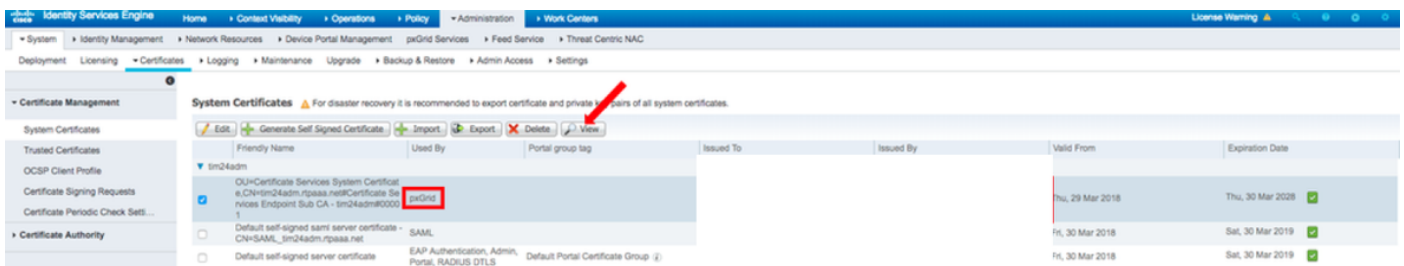 cisco Identity Services Engine Home Context Visibility Operations Policy Administration Work Centers License Warning
System Identity Management Network Resources Device Portal Management pxGrid Services Feed Service Threat Centric NAC
Deployment Licensing Certificates Logging Maintenance Upgrade Backup & Restore Admin Access Settings
Certificate Management
System Certificates
Trusted Certificates
OCSP Client Profile
Certificate Signing Requests
Certificate Periodic Check Setti...
Certificate Authority
System Certificates For disaster recovery it is recommended to export certificate and private key pairs of all system certificates.
Edit Generate Self Signed Certificate Import Export Delete View
Friendly Name Used By Portal group tag Issued To Issued By Valid From Expiration Date
tim24adm
OU=Certificate Services System Certificat
e,CN=tim24adm.rtpaaa.net#Certificate Se
rvices Endpoint Sub CA - tim24adm#0000
1
pxGrid Thu, 29 Mar 2018 Thu, 30 Mar 2028
Default self-signed saml server certificate -
CN=SAML_tim24adm.rtpaaa.net
SAML Fri, 30 Mar 2018 Sat, 30 Mar 2019
Default self-signed server certificate
EAP Authentication, Admin,
Portal, RADIUS DTLS
Default Portal Certificate Group Fri, 30 Mar 2018 Sat, 30 Mar 2019